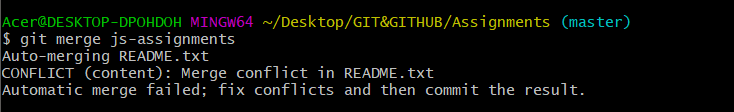 Acer@DESKTOP-DPOHDOH MINGW64 ~/Desktop/GIT&GITHUB/Assignments (master)
$ git merge js-assignments
Auto-merging README.txt
CONFLICT (content): Merge conflict in README.txt
Automatic merge failed; fix conflicts and then commit the result.